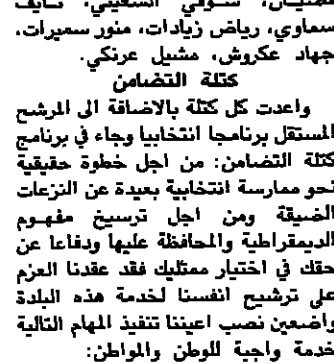 شوقي
سماوي، رياض زيادات، منور سميرات،
جهاد عكروش، مشيل عرنكي.
كتلة التضامن
واعدت كل كتلة بالاضافة الى المرشح
المستقل برنامجا انتخابيا وجاء في برنامج
كتلة التضامن: من اجل خطوة حقيقية
نحو ممارسة انتخابية بعيدة عن النزعات
الضيقة ومن اجل ترسيخ مفهوم
الديمقراطية والمحافظة عليها ودفاعا عن
حقك في اختيار ممثليك فقد عقدنا العزم
على ترشيح انفسنا لخدمة هذه البلدة
واضعين نصب اعيننا تنفيذ المهام التالية
خدمة واجبة للوطن والمواطن: